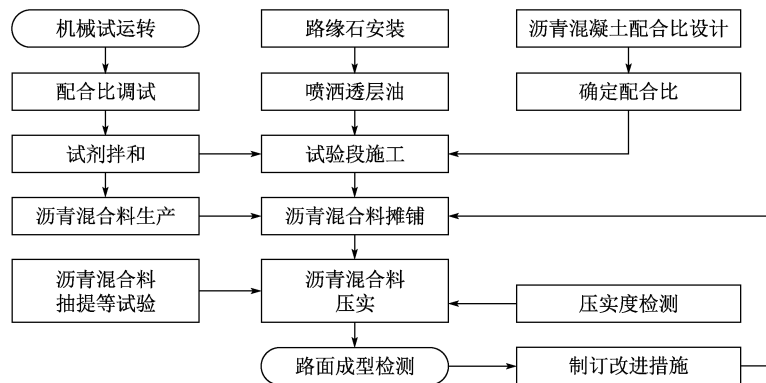 机械试运转
路缘石安装
沥青混凝土配合比设计
配合比调试
喷洒透层油
确定配合比
试剂拌和
试验段施工
沥青混合料生产
沥青混合料摊铺
沥青混合料
抽提等试验
沥青混合料
压实
压实度检测
路面成型检测
制订改进措施